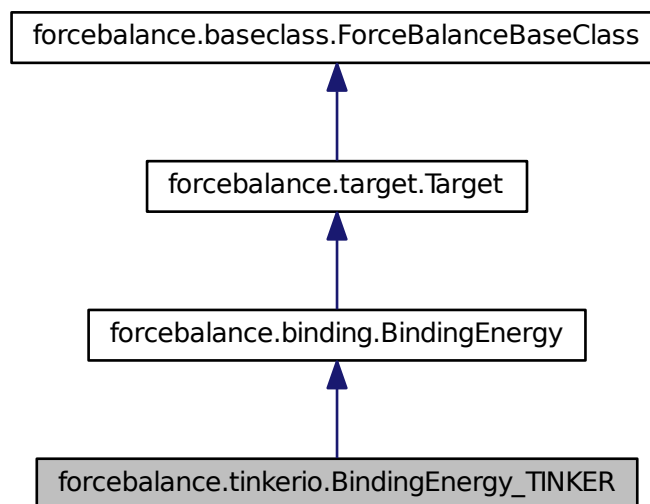 forcebalance.baseclass.ForceBalanceBaseClass
forcebalance.target.Target
forcebalance.binding.BindingEnergy
forcebalance.tinkerio.BindingEnergy_TINKER